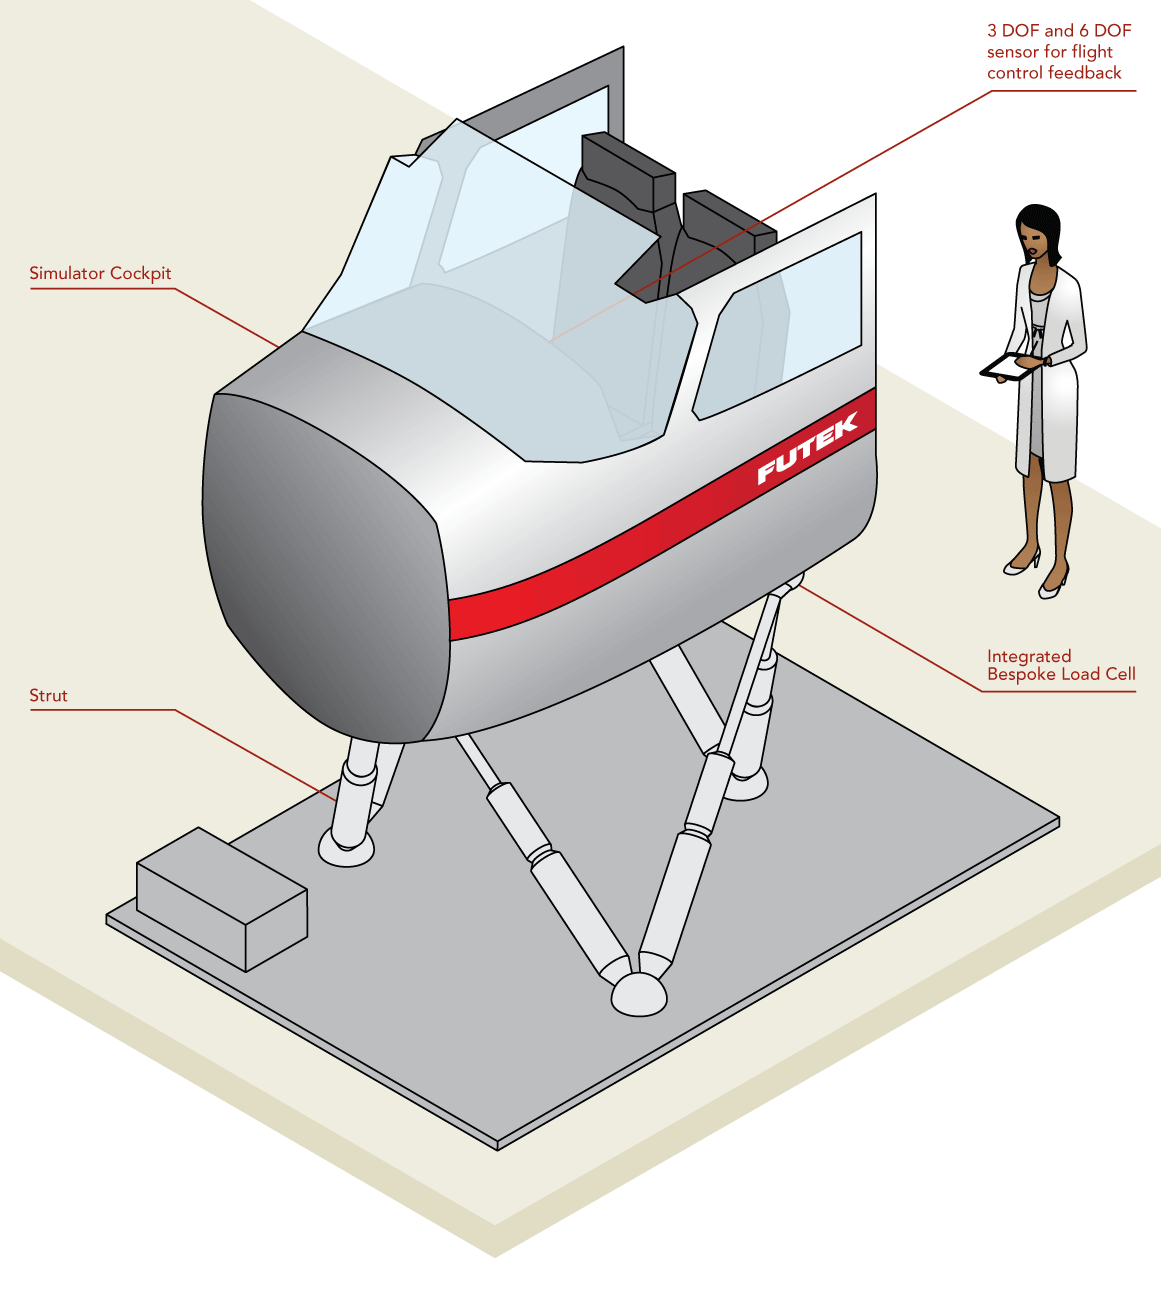 3 DOF and 6 DOF
sensor for flight
control feedback
Simulator Cockpit
FUTEK
Integrated
Bespoke Load Cell
Strut